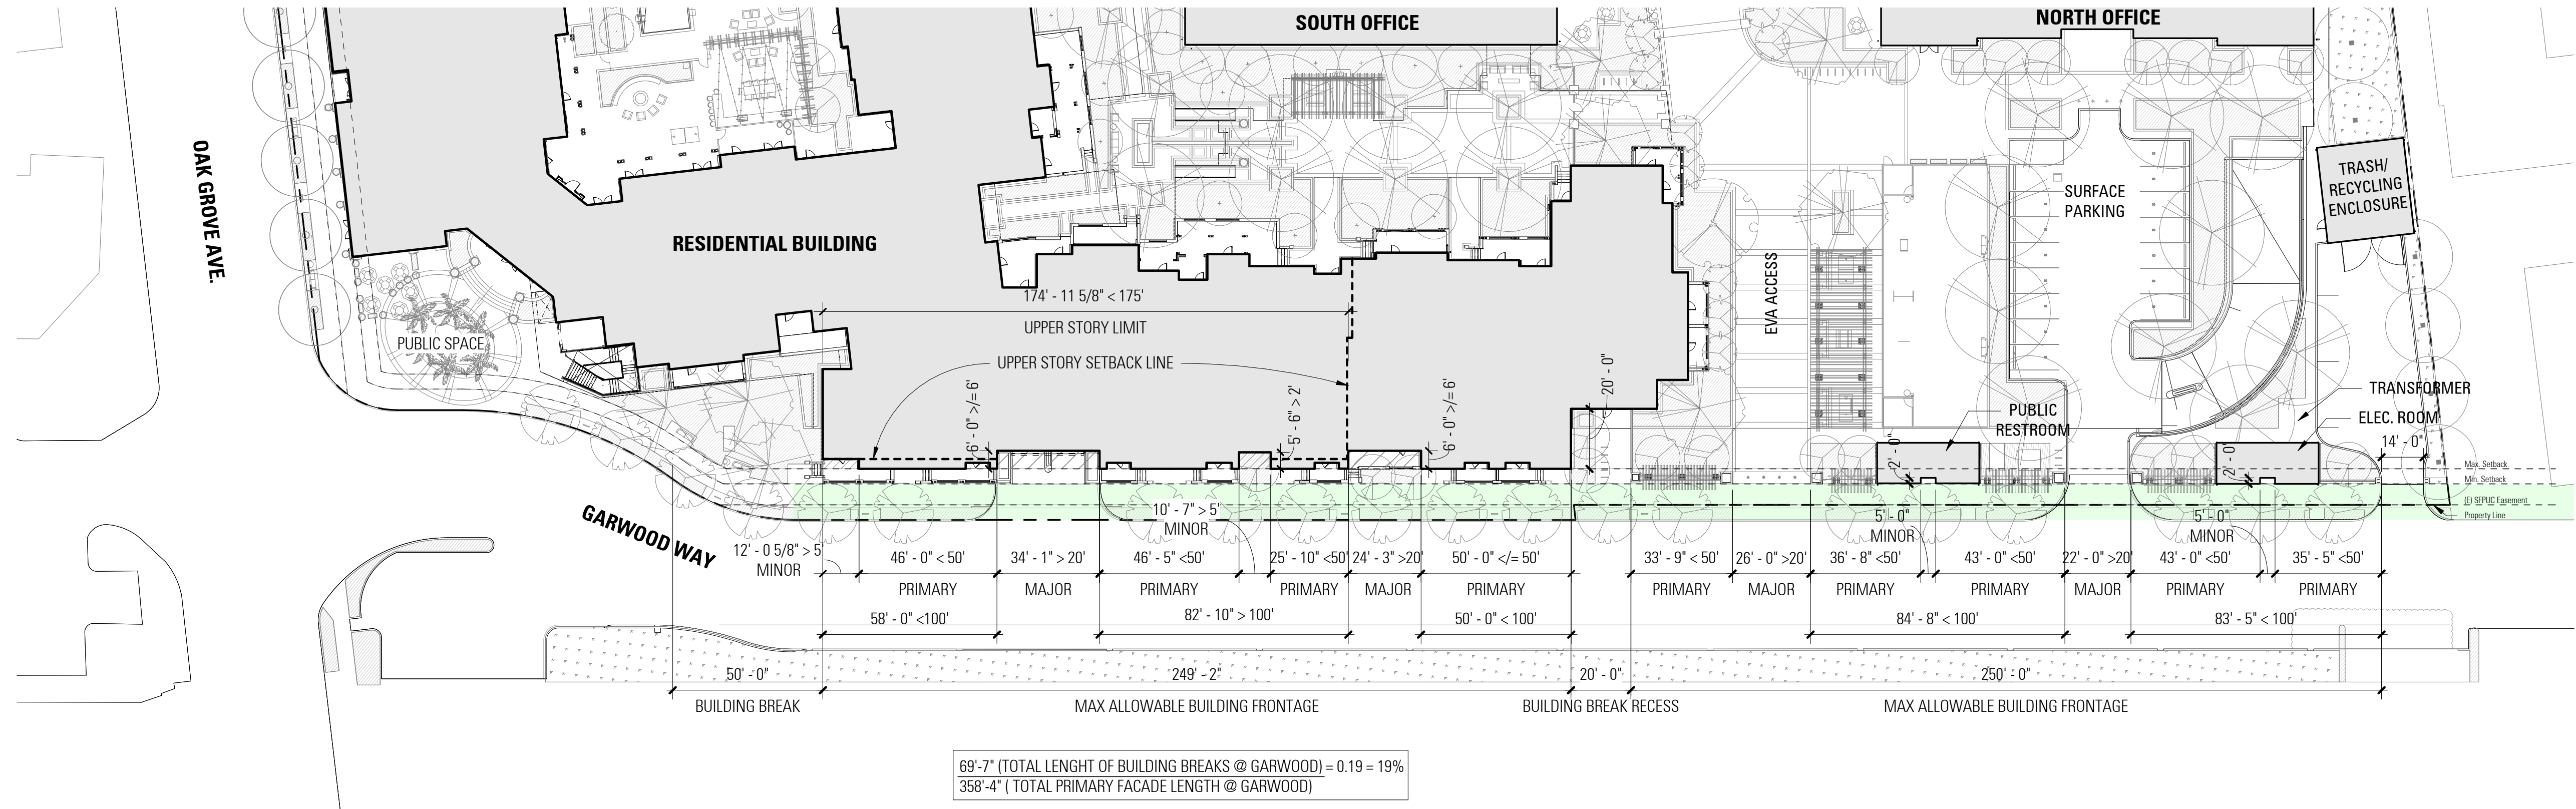 SOUTH OFFICE
NORTH OFFICE
OAK GROVE AVE.
TRASH/
RECYCLING
ENCLOSURE
SURFACE
PARKING
RESIDENTIAL BUILDING
EVA ACCESS
174' - 11 5/8" < 175'
UPPER STORY LIMIT
PUBLIC SPACE
UPPER STORY SETBACK LINE
6' - 0" >/= 6'
5' - 6" > 2'
6' - 0" >/= 6'
20' - 0"
TRANSFORMER
PUBLIC
RESTROOM
ELEC. ROOM
14' - 0"
2' - 0"
2' - 0"
Max. Setback
Min. Setback
(E) SFPUC Easement
Property Line
GARWOOD WAY
10' - 7" > 5'
MINOR
5' - 0"
MINOR
5' - 0"
MINOR
12' - 0 5/8" > 5
MINOR
46' - 0" < 50'
34' - 1" > 20'
46' - 5" <50'
25' - 10" <50'
24' - 3" >20'
50' - 0" </= 50'
33' - 9" < 50'
26' - 0" >20'
36' - 8" <50'
43' - 0" <50'
22' - 0" >20'
43' - 0" <50'
35' - 5" <50'
PRIMARY
MAJOR
PRIMARY
PRIMARY
MAJOR
PRIMARY
PRIMARY
MAJOR
PRIMARY
PRIMARY
MAJOR
PRIMARY
PRIMARY
58' - 0" <100'
82' - 10" > 100'
50' - 0" < 100'
84' - 8" < 100'
83' - 5" < 100'
50' - 0"
249' - 2"
20' - 0"
250' - 0"
BUILDING BREAK
MAX ALLOWABLE BUILDING FRONTAGE
BUILDING BREAK RECESS
MAX ALLOWABLE BUILDING FRONTAGE
69'-7" (TOTAL LENGHT OF BUILDING BREAKS @ GARWOOD) = 0.19 = 19%
358'-4" ( TOTAL PRIMARY FACADE LENGTH @ GARWOOD)